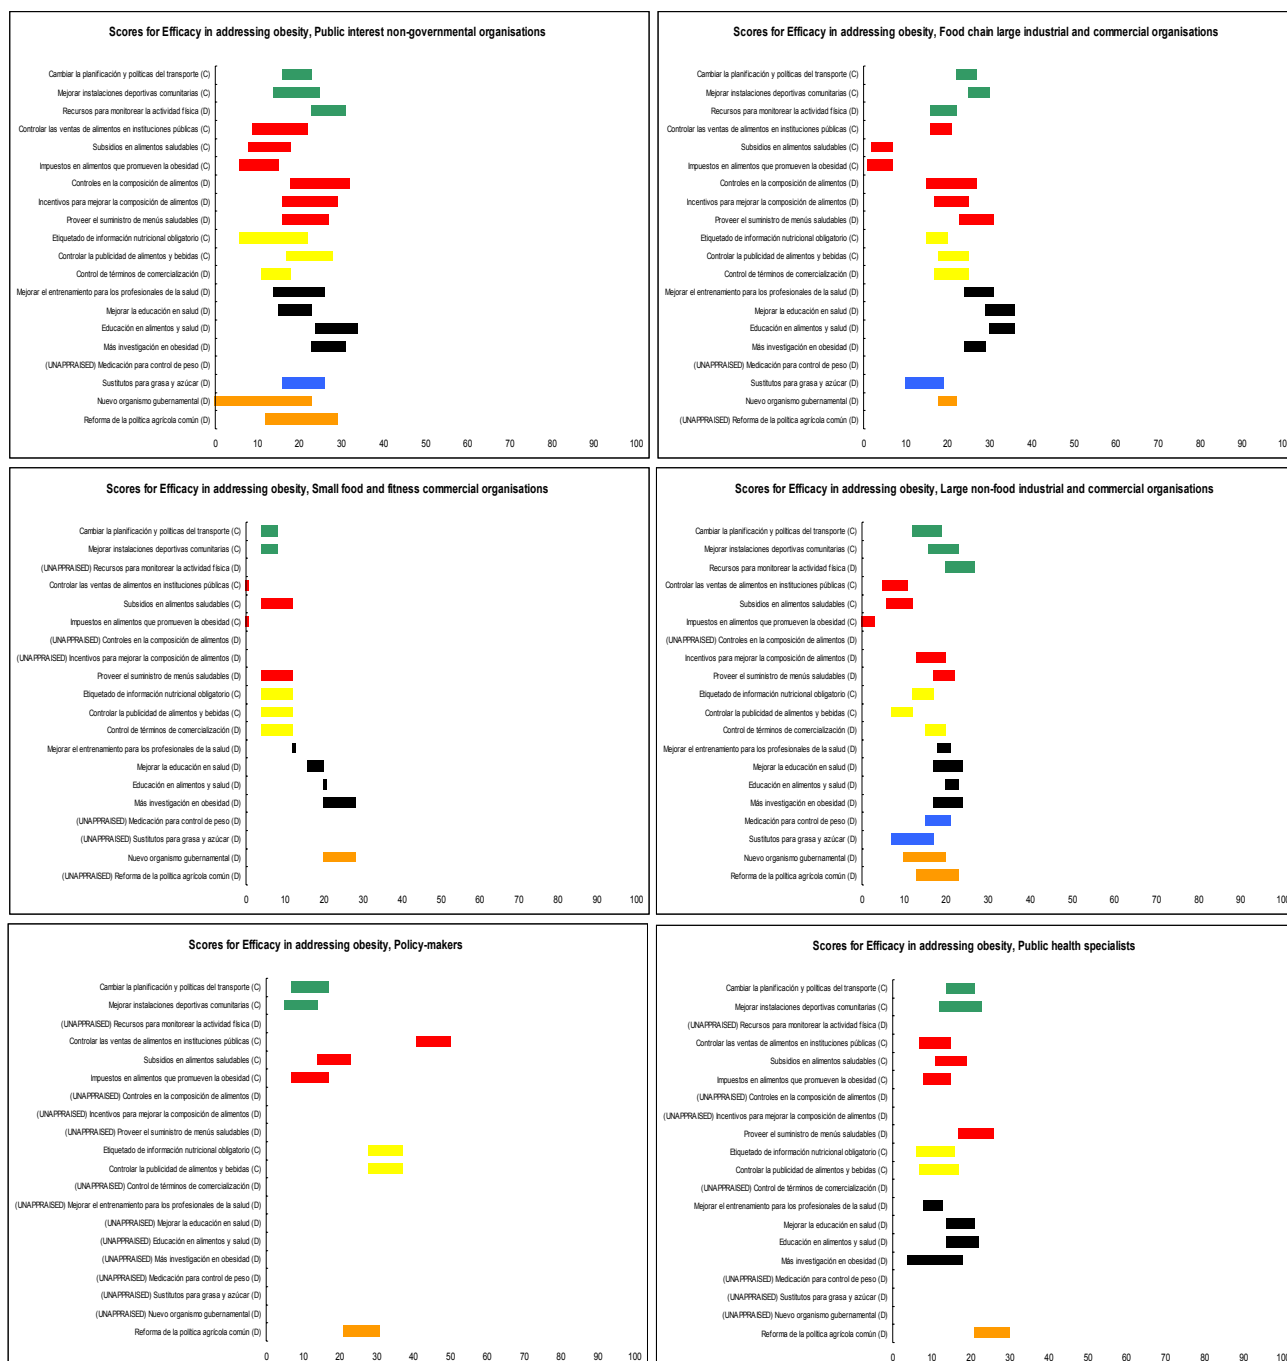 Scores for Efficacy in addressing obesity, Public interest non-governmental organisations
Cambiar la planificación y políticas del transporte (C)
Mejorar instalaciones deportivas comunitarias (C)
Recursos para monitorear la actividad física (D)
Controlar las ventas de alimentos en instituciones públicas (C)
Subsidios en alimentos saludables (C)
Impuestos en alimentos que promueven la obesidad (C)
Controles en la composición de alimentos (D)
Incentivos para mejorar la composición de alimentos (D)
Proveer el suministro de menús saludables (D)
Etiquetado de información nutricional obligatorio (C)
Controlar la publicidad de alimentos y bebidas (C)
Control de términos de comercialización (D)
Mejorar el entrenamiento para los profesionales de la salud (D)
Mejorar la educación en salud (D)
Educación en alimentos y salud (D)
Más investigación en obesidad (D)
(UNAPPRAISED) Medicación para control de peso (D)
Sustitutos para grasa y azúcar (D)
Nuevo organismo gubernamental (D)
Reforma de la política agrícola común (D)
0 10 20 30 40 50 60 70 80 90 100
Scores for Efficacy in addressing obesity, Food chain large industrial and commercial organisations
Cambiar la planificación y políticas del transporte (C)
Mejorar instalaciones deportivas comunitarias (C)
Recursos para monitorear la actividad física (D)
Controlar las ventas de alimentos en instituciones públicas (C)
Subsidios en alimentos saludables (C)
Impuestos en alimentos que promueven la obesidad (C)
Controles en la composición de alimentos (D)
Incentivos para mejorar la composición de alimentos (D)
Proveer el suministro de menús saludables (D)
Etiquetado de información nutricional obligatorio (C)
Controlar la publicidad de alimentos y bebidas (C)
Control de términos de comercialización (D)
Mejorar el entrenamiento para los profesionales de la salud (D)
Mejorar la educación en salud (D)
Educación en alimentos y salud (D)
Más investigación en obesidad (D)
(UNAPPRAISED) Medicación para control de peso (D)
Sustitutos para grasa y azúcar (D)
Nuevo organismo gubernamental (D)
(UNAPPRAISED) Reforma de la política agrícola común (D)
0 10 20 30 40 50 60 70 80 90 100
Scores for Efficacy in addressing obesity, Small food and fitness commercial organisations
Cambiar la planificación y políticas del transporte (C)
Mejorar instalaciones deportivas comunitarias (C)
(UNAPPRAISED) Recursos para monitorear la actividad física (D)
Controlar las ventas de alimentos en instituciones públicas (C)
Subsidios en alimentos saludables (C)
Impuestos en alimentos que promueven la obesidad (C)
(UNAPPRAISED) Controles en la composición de alimentos (D)
(UNAPPRAISED) Incentivos para mejorar la composición de alimentos (D)
Proveer el suministro de menús saludables (D)
Etiquetado de información nutricional obligatorio (C)
Controlar la publicidad de alimentos y bebidas (C)
Control de términos de comercialización (D)
Mejorar el entrenamiento para los profesionales de la salud (D)
Mejorar la educación en salud (D)
Educación en alimentos y salud (D)
Más investigación en obesidad (D)
(UNAPPRAISED) Medicación para control de peso (D)
(UNAPPRAISED) Sustitutos para grasa y azúcar (D)
Nuevo organismo gubernamental (D)
(UNAPPRAISED) Reforma de la política agrícola común (D)
0 10 20 30 40 50 60 70 80 90 100
Scores for Efficacy in addressing obesity, Large non-food industrial and commercial organisations
Cambiar la planificación y políticas del transporte (C)
Mejorar instalaciones deportivas comunitarias (C)
Recursos para monitorear la actividad física (D)
Controlar las ventas de alimentos en instituciones públicas (C)
Subsidios en alimentos saludables (C)
Impuestos en alimentos que promueven la obesidad (C)
(UNAPPRAISED) Controles en la composición de alimentos (D)
Incentivos para mejorar la composición de alimentos (D)
Proveer el suministro de menús saludables (D)
Etiquetado de información nutricional obligatorio (C)
Controlar la publicidad de alimentos y bebidas (C)
Control de términos de comercialización (D)
Mejorar el entrenamiento para los profesionales de la salud (D)
Mejorar la educación en salud (D)
Educación en alimentos y salud (D)
Más investigación en obesidad (D)
Medicación para control de peso (D)
Sustitutos para grasa y azúcar (D)
Nuevo organismo gubernamental (D)
Reforma de la política agrícola común (D)
0 10 20 30 40 50 60 70 80 90 100
Scores for Efficacy in addressing obesity, Policy-makers
Cambiar la planificación y políticas del transporte (C)
Mejorar instalaciones deportivas comunitarias (C)
(UNAPPRAISED) Recursos para monitorear la actividad física (D)
Controlar las ventas de alimentos en instituciones públicas (C)
Subsidios en alimentos saludables (C)
Impuestos en alimentos que promueven la obesidad (C)
(UNAPPRAISED) Controles en la composición de alimentos (D)
(UNAPPRAISED) Incentivos para mejorar la composición de alimentos (D)
(UNAPPRAISED) Proveer el suministro de menús saludables (D)
Etiquetado de información nutricional obligatorio (C)
Controlar la publicidad de alimentos y bebidas (C)
(UNAPPRAISED) Control de términos de comercialización (D)
(UNAPPRAISED) Mejorar el entrenamiento para los profesionales de la salud (D)
(UNAPPRAISED) Mejorar la educación en salud (D)
(UNAPPRAISED) Educación en alimentos y salud (D)
(UNAPPRAISED) Más investigación en obesidad (D)
(UNAPPRAISED) Medicación para control de peso (D)
(UNAPPRAISED) Sustitutos para grasa y azúcar (D)
(UNAPPRAISED) Nuevo organismo gubernamental (D)
Reforma de la política agrícola común (D)
0 10 20 30 40 50 60 70 80 90 100
Scores for Efficacy in addressing obesity, Public health specialists
Cambiar la planificación y políticas del transporte (C)
Mejorar instalaciones deportivas comunitarias (C)
(UNAPPRAISED) Recursos para monitorear la actividad física (D)
Controlar las ventas de alimentos en instituciones públicas (C)
Subsidios en alimentos saludables (C)
Impuestos en alimentos que promueven la obesidad (C)
(UNAPPRAISED) Controles en la composición de alimentos (D)
(UNAPPRAISED) Incentivos para mejorar la composición de alimentos (D)
Proveer el suministro de menús saludables (D)
Etiquetado de información nutricional obligatorio (C)
Controlar la publicidad de alimentos y bebidas (C)
(UNAPPRAISED) Control de términos de comercialización (D)
Mejorar el entrenamiento para los profesionales de la salud (D)
Mejorar la educación en salud (D)
Educación en alimentos y salud (D)
Más investigación en obesidad (D)
(UNAPPRAISED) Medicación para control de peso (D)
(UNAPPRAISED) Sustitutos para grasa y azúcar (D)
(UNAPPRAISED) Nuevo organismo gubernamental (D)
Reforma de la política agrícola común (D)
0 10 20 30 40 50 60 70 80 90 100